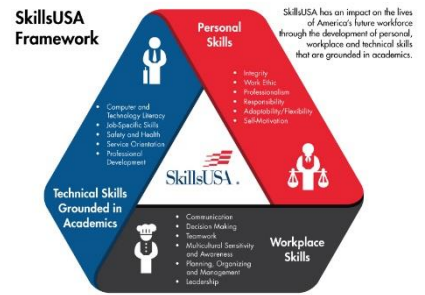 SkillsUSA
Framework
SkillsUSA has an impact on the lives
of America's future workforce
through the development of personal,
workplace and technical skills
that are grounded in academics.
Personal
Skills
• Integrity
• Work Ethic
• Professionalism
• Responsibility
• Adaptability/Flexibility
• Self-Motivation
• Computer and
Technology Literacy
• Job-Specific Skills
• Safety and Health
• Service Orientation
• Professional
Development
SkillsUSA.
Technical Skills
Grounded in
Academics
• Communication
• Decision Making
• Teamwork
• Multicultural Sensitivity
and Awareness
• Planning, Organizing
and Management
• Leadership
Workplace
Skills